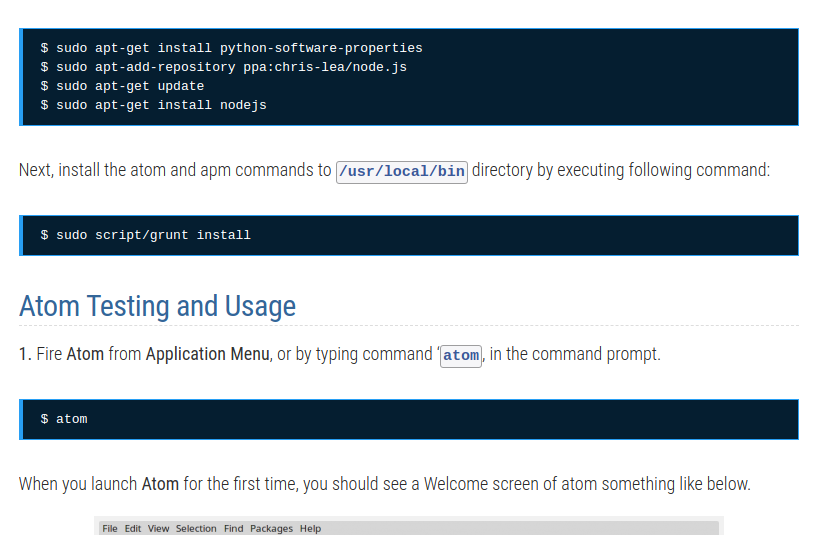 $ sudo apt-get install python-software-properties
$ sudo apt-add-repository ppa:chris-lea/node.js
$ sudo apt-get update
$ sudo apt-get install nodejs
Next, install the atom and apm commands to /usr/local/bin directory by executing following command:
$ sudo script/grunt install
Atom Testing and Usage
1. Fire Atom from Application Menu, or by typing command ‘atom, in the command prompt.
$ atom
When you launch Atom for the first time, you should see a Welcome screen of atom something like below.
File Edit View Selection Find Packages Help